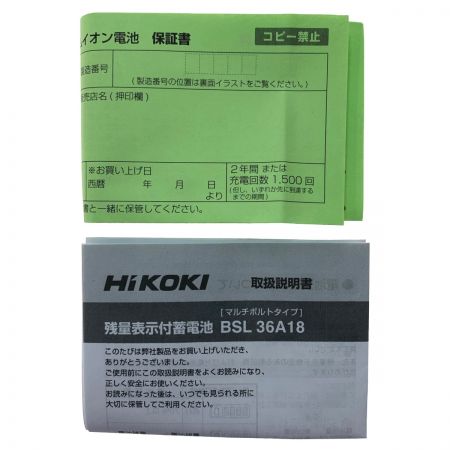 イオン電池 保証書
コピー禁止
製造番号
(製造番号の位置は裏面イラストをご覧ください。)
売店名(押印欄)
※お買い上げ日
西暦 年 月 日
より
2年間 または
充電回数 1,500 回
(但し、いずれか先に到達する
までの期間)
書と一緒に保管してください。
HiKOKI 取扱説明書
[マルチボルトタイプ]
残量表示付蓄電池 BSL 36A18
このたびは弊社製品をお買い上げいただき、
ありがとうございました。
ご使用前にこの取扱説明書をよくお読みになり、
正しく安全にお使いください。
お読みになった後は、いつでも見られる所に
大切に保管してご利用ください。